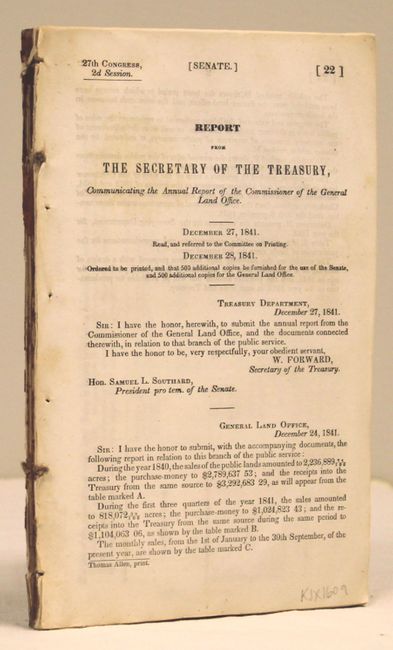 27th Congress, [SENATE.] [ 22 ]
2d Session.
REPORT
FROM
THE SECRETARY OF THE TREASURY,
Communicating the Annual Report of the Commissioner of the General
Land Office.
December 27, 1841.
Read, and referred to the Committee on Printing.
December 28, 1841.
Ordered to be printed, and that 500 additional copies be furnished for the use of the Senate,
and 500 additional copies for the General Land Office.
Treasury Department,
December 27, 1841.
Sir: I have the honor, herewith, to submit the annual report from the
Commissioner of the General Land Office, and the documents connected
therewith, in relation to that branch of the public service.
I have the honor to be, very respectfully, your obedient servant,
W. FORWARD,
Secretary of the Treasury.
Hon. Samuel L. Southard,
President pro tem. of the Senate.
General Land Office,
December 24, 1841.
Sir: I have the honor to submit, with the accompanying documents, the
following report in relation to this branch of the public service:
During the year 1840, the sales of the public lands amounted to 2,236,889
acres; the purchase-money to $2,789,637 53; and the receipts into the
Treasury from the same source to $3,292,683 29, as will appear from the
table marked A.
During the first three quarters of the year 1841, the sales amounted
to 818,072 acres; the purchase-money to $1,024,823 43; and the re-
ceipts into the Treasury from the same source during the same period to
$1,104,063 06, as shown by the table marked B.
The monthly sales, from the 1st of January to the 30th September, of the
present year, are shown by the table marked C.
Thomas Allen, print.
KJX1609